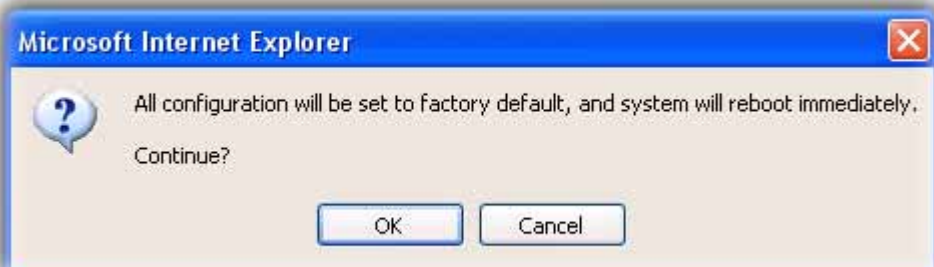 Microsoft Internet Explorer
All configuration will be set to factory default, and system will reboot immediately.
Continue?
OK
Cancel